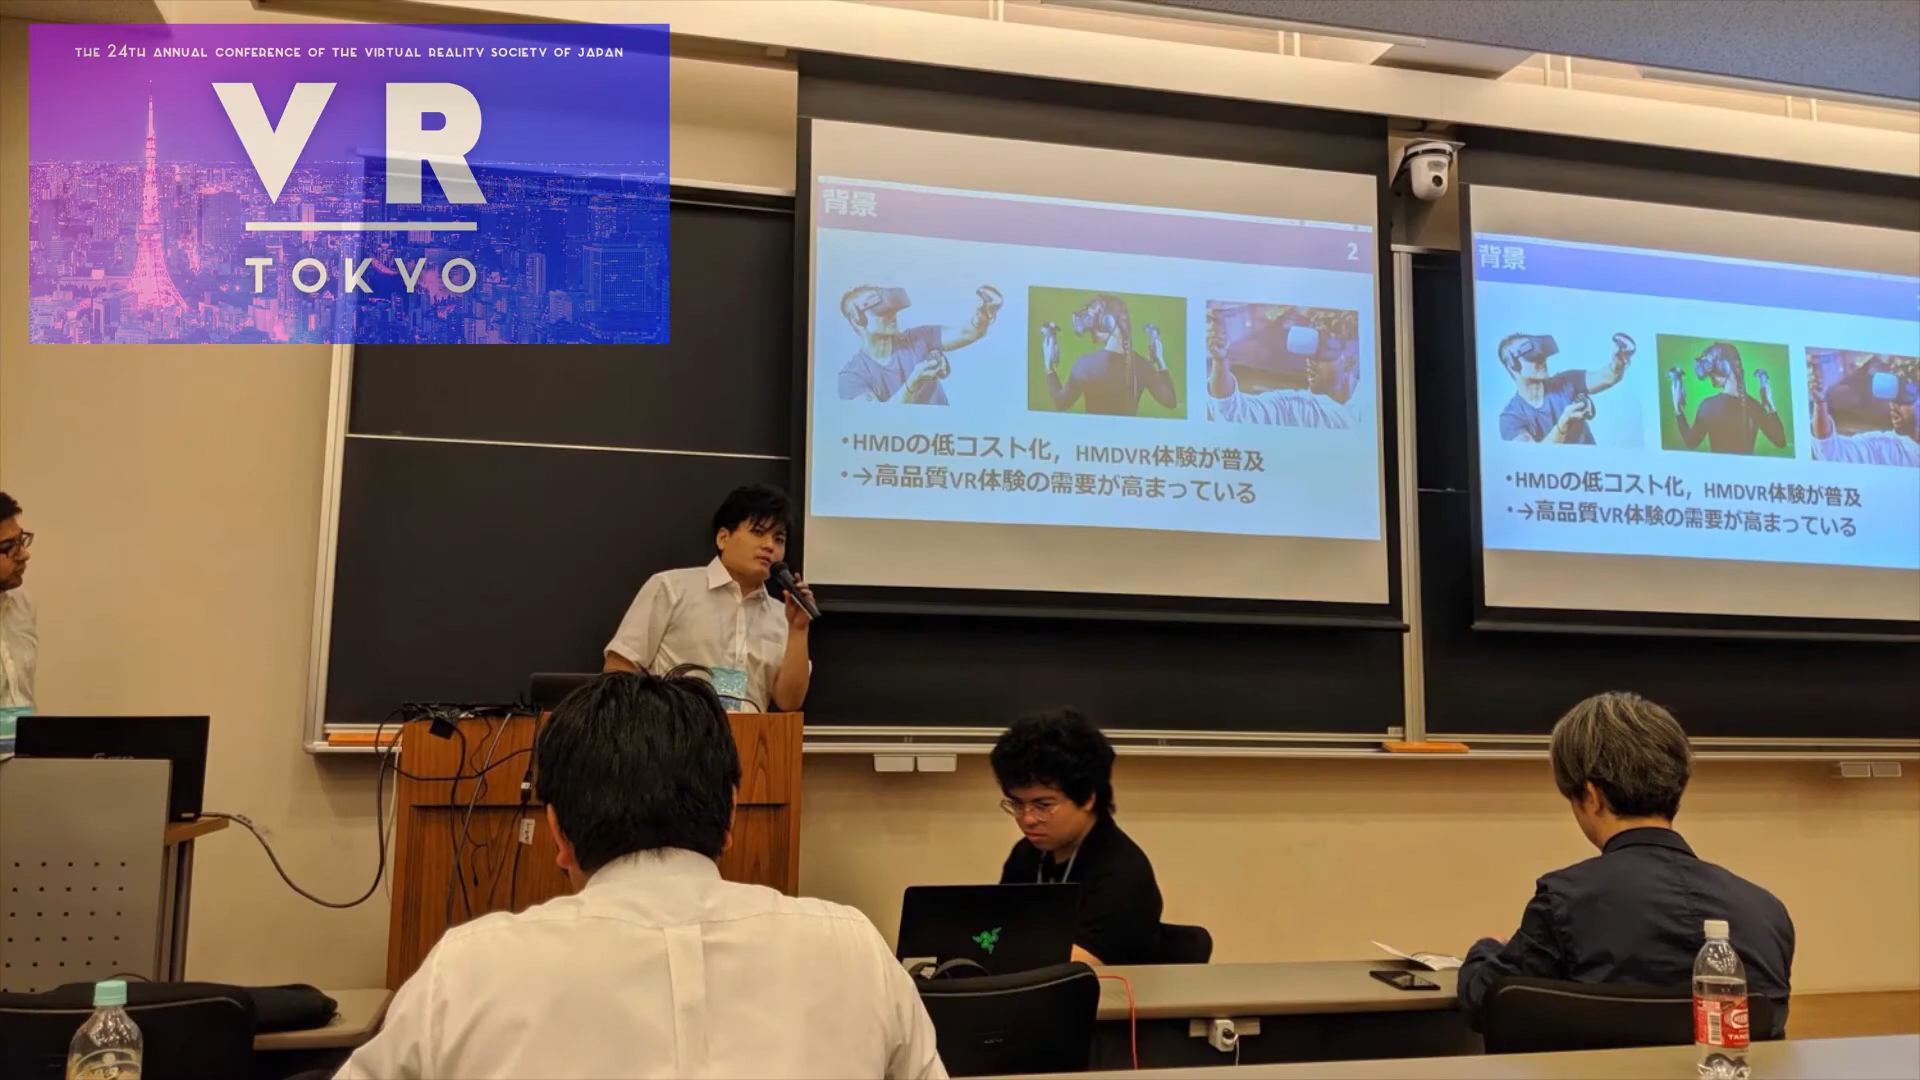 THE 24TH ANNUAL CONFERENCE OF THE VIRTUAL REALITY SOCIETY OF JAPAN
VR
TOKYO
背景
2
•HMDの低コスト化，HMDVR体験が普及
•→高品質VR体験の需要が高まっている
背景
•HMDの低コスト化，HMDVR体験が普及
•→高品質VR体験の需要が高まっている